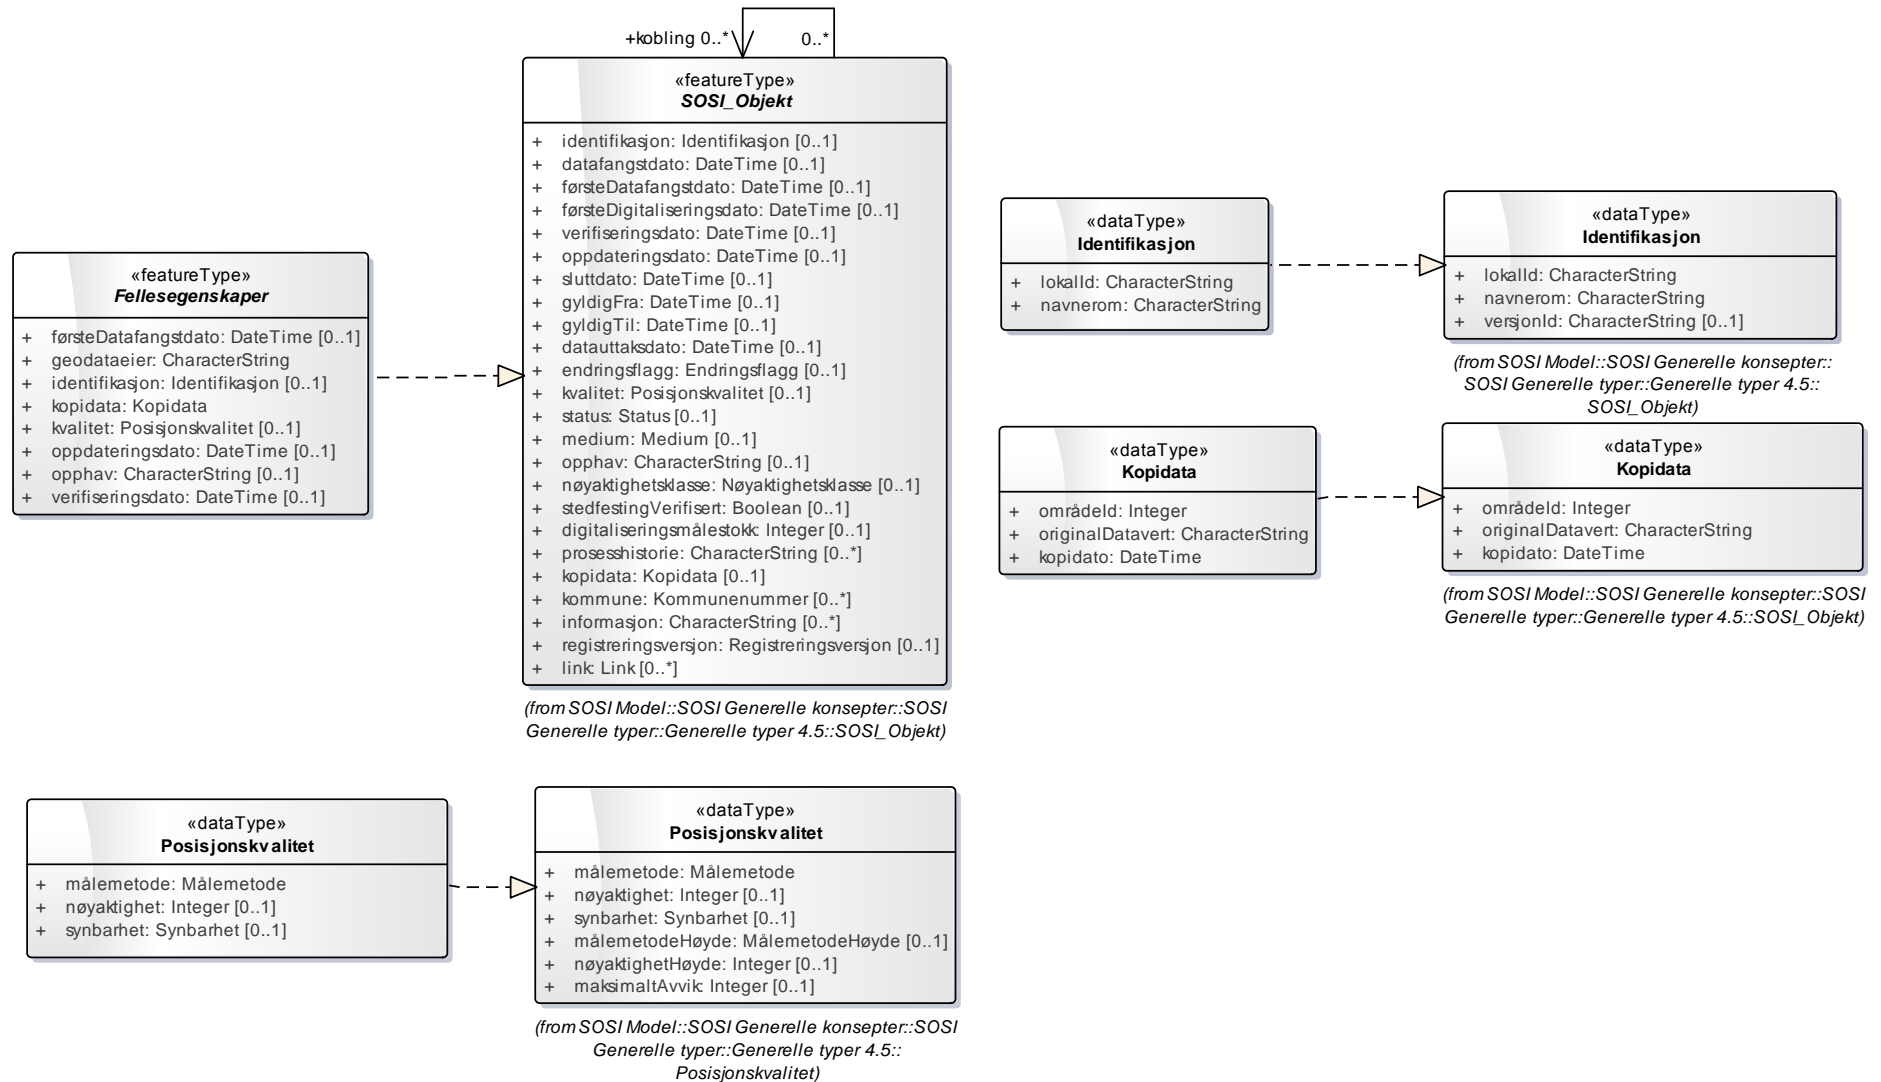 +kobling 0..*
0..*
«featureType»
SOSI_Objekt
+ identifikasjon: Identifikasjon [0..1]
+ datafangstdato: DateTime [0..1]
+ førsteDatafangstdato: DateTime [0..1]
+ førsteDigitaliseringsdato: DateTime [0..1]
+ verifiseringsdato: DateTime [0..1]
+ oppdateringsdato: DateTime [0..1]
+ sluttdato: DateTime [0..1]
+ gyldigFra: DateTime [0..1]
+ gyldigTil: DateTime [0..1]
+ datauttaksdato: DateTime [0..1]
+ endringsflagg: Endringsflagg [0..1]
+ kvalitet: Posisjonskvalitet [0..1]
+ status: Status [0..1]
+ medium: Medium [0..1]
+ opphav: CharacterString [0..1]
+ nøyaktighetsklasse: Nøyaktighetsklasse [0..1]
+ stedfestingVerifisert: Boolean [0..1]
+ digitaliseringsmålestokk: Integer [0..1]
+ prosesshistorie: CharacterString [0..*]
+ kopidata: Kopidata [0..1]
+ kommune: Kommunenummer [0..*]
+ informasjon: CharacterString [0..*]
+ registreringsversjon: Registreringsversjon [0..1]
+ link: Link [0..*]
(from SOSI Model::SOSI Generelle konsepter::SOSI
Generelle typer::Generelle typer 4.5::SOSI_Objekt)
«featureType»
Fellesegenskaper
+ førsteDatafangstdato: DateTime [0..1]
+ geodataeier: CharacterString
+ identifikasjon: Identifikasjon [0..1]
+ kopidata: Kopidata
+ kvalitet: Posisjonskvalitet [0..1]
+ oppdateringsdato: DateTime [0..1]
+ opphav: CharacterString [0..1]
+ verifiseringsdato: DateTime [0..1]
«dataType»
Identifikasjon
+ lokalId: CharacterString
+ navnerom: CharacterString
«dataType»
Identifikasjon
+ lokalId: CharacterString
+ navnerom: CharacterString
+ versjonId: CharacterString [0..1]
(from SOSI Model::SOSI Generelle konsepter::
SOSI Generelle typer::Generelle typer 4.5::
SOSI_Objekt)
«dataType»
Kopidata
+ områdeId: Integer
+ originalDatavert: CharacterString
+ kopidato: DateTime
«dataType»
Kopidata
+ områdeId: Integer
+ originalDatavert: CharacterString
+ kopidato: DateTime
(from SOSI Model::SOSI Generelle konsepter::SOSI
Generelle typer::Generelle typer 4.5::SOSI_Objekt)
«dataType»
Posisjonskvalitet
+ målemetode: Målemetode
+ nøyaktighet: Integer [0..1]
+ synbarhet: Synbarhet [0..1]
«dataType»
Posisjonskvalitet
+ målemetode: Målemetode
+ nøyaktighet: Integer [0..1]
+ synbarhet: Synbarhet [0..1]
+ målemetodeHøyde: MålemetodeHøyde [0..1]
+ nøyaktighetHøyde: Integer [0..1]
+ maksimaltAvvik: Integer [0..1]
(from SOSI Model::SOSI Generelle konsepter::SOSI
Generelle typer::Generelle typer 4.5::
Posisjonskvalitet)